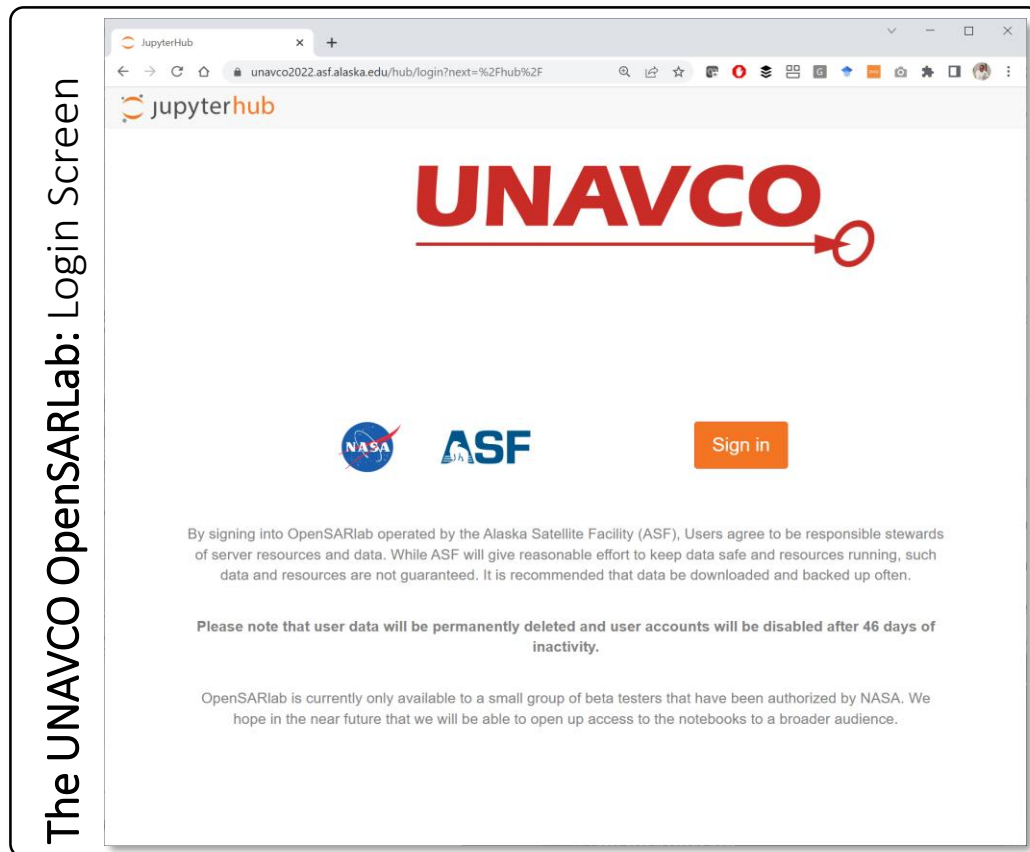 The UNAVCO OpenSARLab: Login Screen
JupyterHub
unavco2022.asf.alaska.edu/hub/login?next=%2Fhub%2F
jupyterhub
UNAVCO
NASA
ASF
Sign in
By signing into OpenSARlab operated by the Alaska Satellite Facility (ASF), Users agree to be responsible stewards
of server resources and data. While ASF will give reasonable effort to keep data safe and resources running, such
data and resources are not guaranteed. It is recommended that data be downloaded and backed up often.
Please note that user data will be permanently deleted and user accounts will be disabled after 46 days of
inactivity.
OpenSARlab is currently only available to a small group of beta testers that have been authorized by NASA. We
hope in the near future that we will be able to open up access to the notebooks to a broader audience.